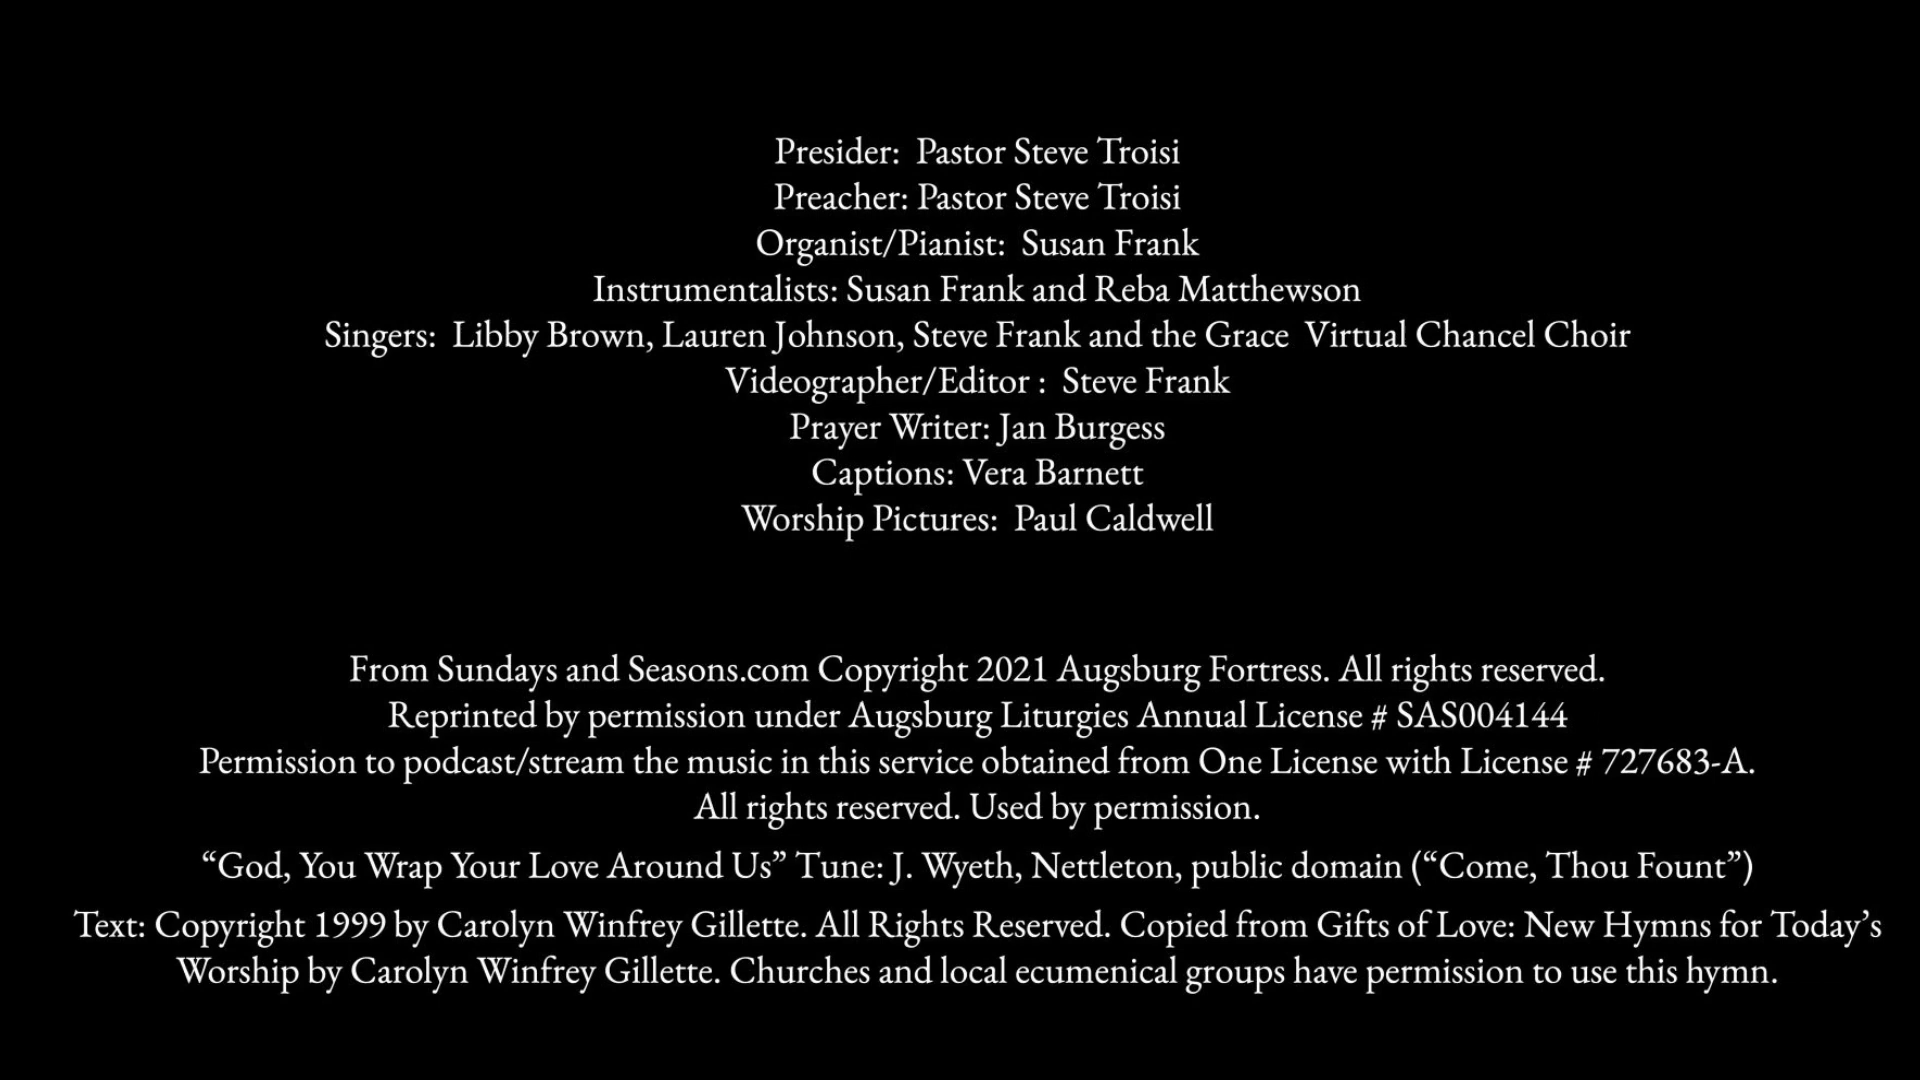 Presider:  Pastor Steve Troisi
Preacher: Pastor Steve Troisi
Organist/Pianist:  Susan Frank
Instrumentalists: Susan Frank and Reba Matthewson
Singers:  Libby Brown, Lauren Johnson, Steve Frank and the Grace  Virtual Chancel Choir
Videographer/Editor :  Steve Frank
Prayer Writer: Jan Burgess
Captions: Vera Barnett
Worship Pictures:  Paul Caldwell
From Sundays and Seasons.com Copyright 2021 Augsburg Fortress. All rights reserved.
Reprinted by permission under Augsburg Liturgies Annual License # SAS004144
Permission to podcast/stream the music in this service obtained from One License with License # 727683-A.
All rights reserved. Used by permission.
“God, You Wrap Your Love Around Us” Tune: J. Wyeth, Nettleton, public domain (“Come, Thou Fount”)
Text: Copyright 1999 by Carolyn Winfrey Gillette. All Rights Reserved. Copied from Gifts of Love: New Hymns for Today’s
Worship by Carolyn Winfrey Gillette. Churches and local ecumenical groups have permission to use this hymn.